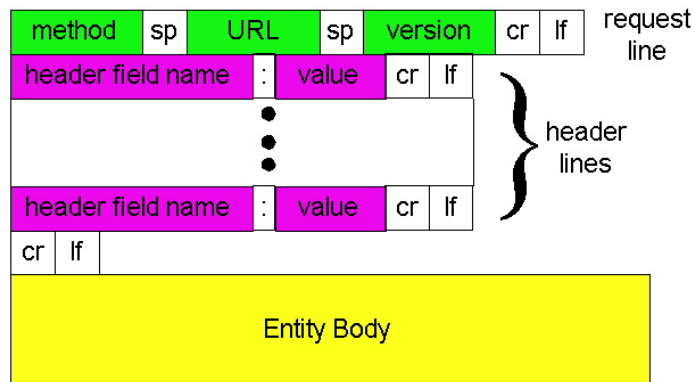 method sp URL sp version cr lf request line
header field name : value cr lf
header lines
header field name : value cr lf
cr lf
Entity Body